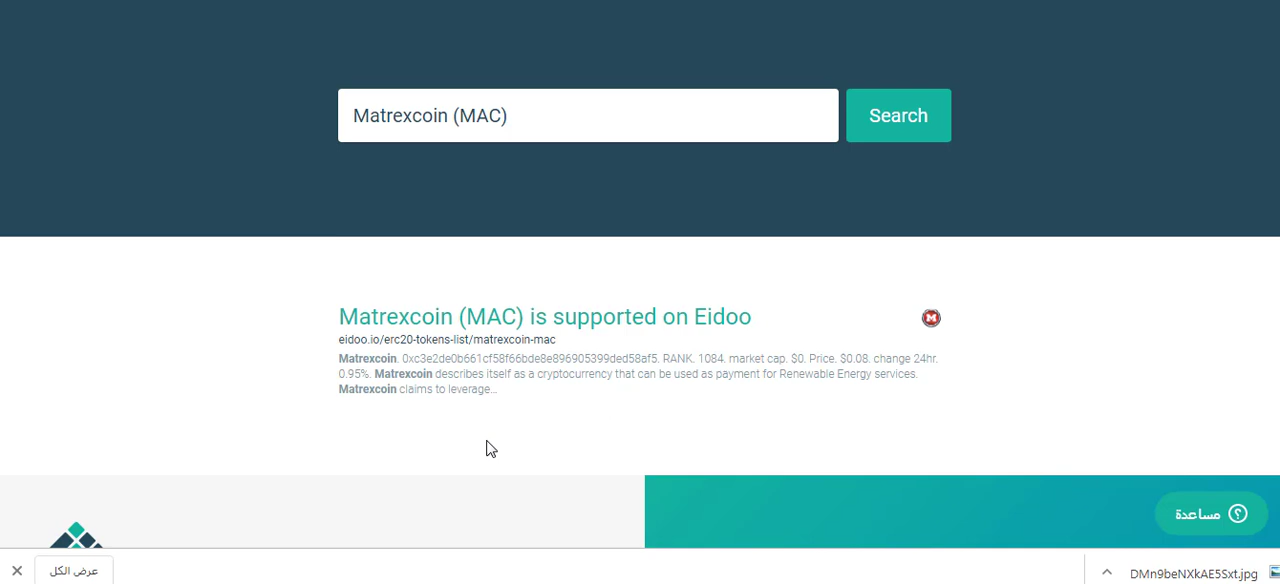 Matrexcoin (MAC)
Search
Matrexcoin (MAC) is supported on Eidoo
eidoo.io/erc20-tokens-list/matrexcoin-mac
Matrexcoin. 0xc3e2de0b661cf58f66bde8e896905399ded58af5. RANK. 1084. market cap. $0. Price. $0.08. change 24hr.
0.95%. Matrexcoin describes itself as a cryptocurrency that can be used as payment for Renewable Energy services.
Matrexcoin claims to leverage...
مساعدة
عرض الكل
DMn9beNXkAE5Sxt.jpg